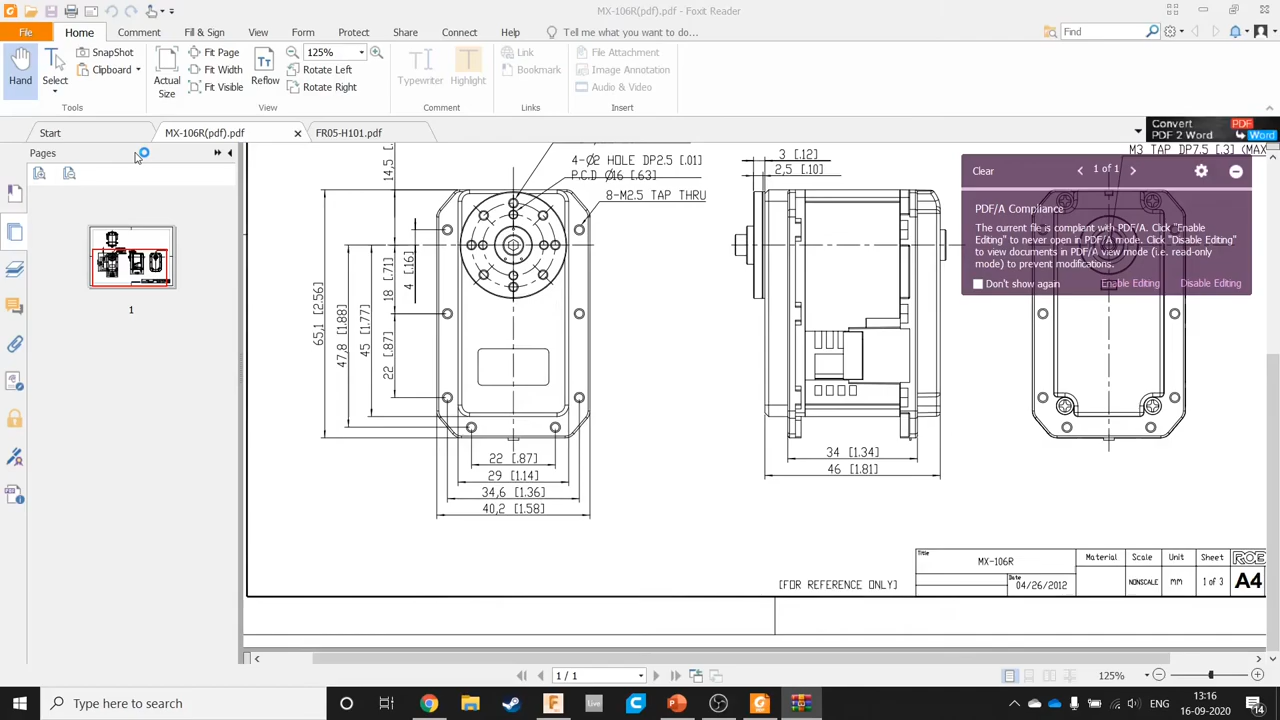 MX-106R(pdf).pdf - Foxit Reader
File Home Comment Fill & Sign View Form Protect Share Connect Help Tell me what you want to do... Find
Hand
Select
SnapShot
Clipboard
Tools
Actual Size
Fit Page
Fit Width
Fit Visible
Reflow
125%
Rotate Left
Rotate Right
View
Typewriter
Highlight
Comment
Link
Bookmark
Links
File Attachment
Image Annotation
Audio & Video
Insert
Start MX-106R(pdf).pdf FR05-H101.pdf
Convert PDF
PDF 2 Word Word
Pages
1
14,5
4-Ø2 HOLE DP2.5 [.01]
P.C.D Ø16 [.63]
8-M2.5 TAP THRU
65,1 [2.56]
47,8 [1.88]
45 [1.77]
18 [.71]
22 [.87]
4 [.16]
22 [.87]
29 [1.14]
34,6 [1.36]
40,2 [1.58]
3 [.12]
2,5 [.10]
34 [1.34]
46 [1.81]
M3 TAP DP7.5 [.3] (MAX
Clear 1 of 1
PDF/A Compliance
The current file is compliant with PDF/A. Click "Enable
Editing" to never open in PDF/A mode. Click "Disable Editing"
to view documents in PDF/A view mode (i.e. read-only
mode) to prevent modifications.
Don't show again Enable Editing Disable Editing
[FOR REFERENCE ONLY]
Title
MX-106R
Date
04/26/2012
Material Scale Unit Sheet ROB
NONSCALE MM 1 of 3 A4
1 / 1
125%
Type here to search
live
ENG
13:16
16-09-2020
14